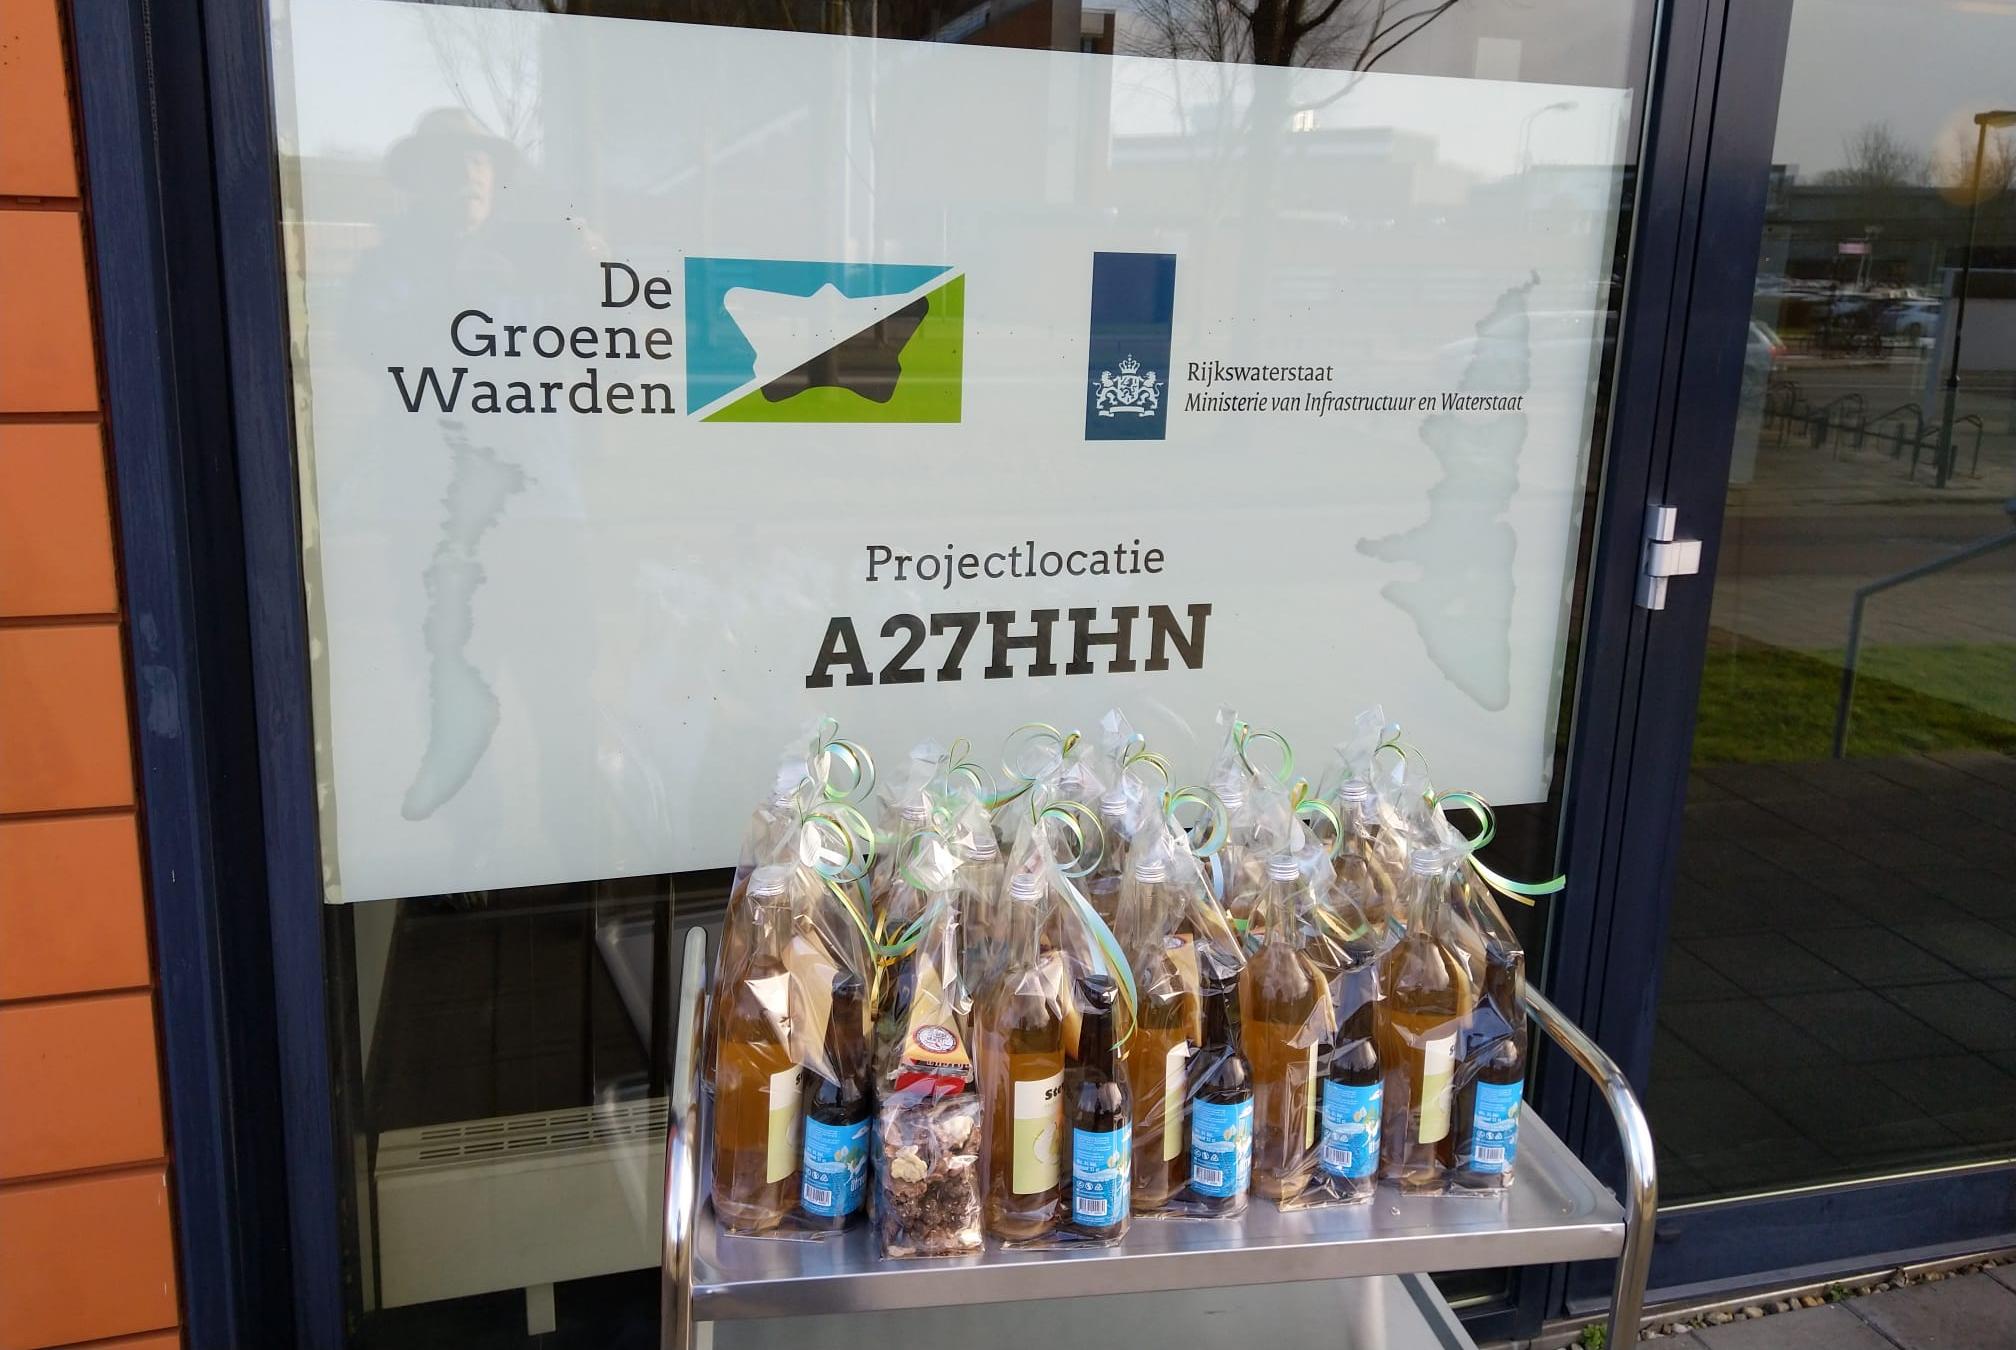 De
Groene
Waarden
Rijkswaterstaat
Ministerie van Infrastructuur en Waterstaat
Projectlocatie
A27HHN